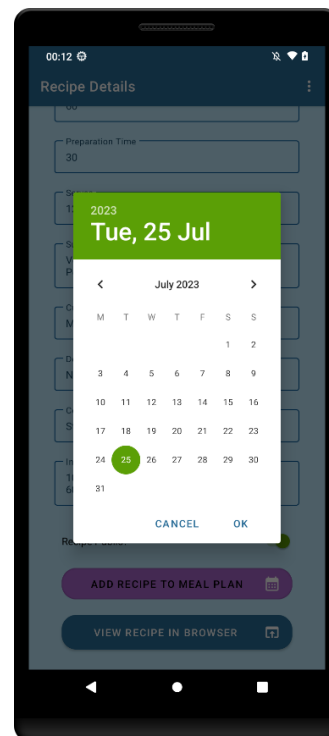 00:12
Recipe Details
Preparation Time
30
2023
Tue, 25 Jul
July 2023
M T W T F S S
1 2
3 4 5 6 7 8 9
10 11 12 13 14 15 16
17 18 19 20 21 22 23
24 25 26 27 28 29 30
31
CANCEL OK
ADD RECIPE TO MEAL PLAN
VIEW RECIPE IN BROWSER